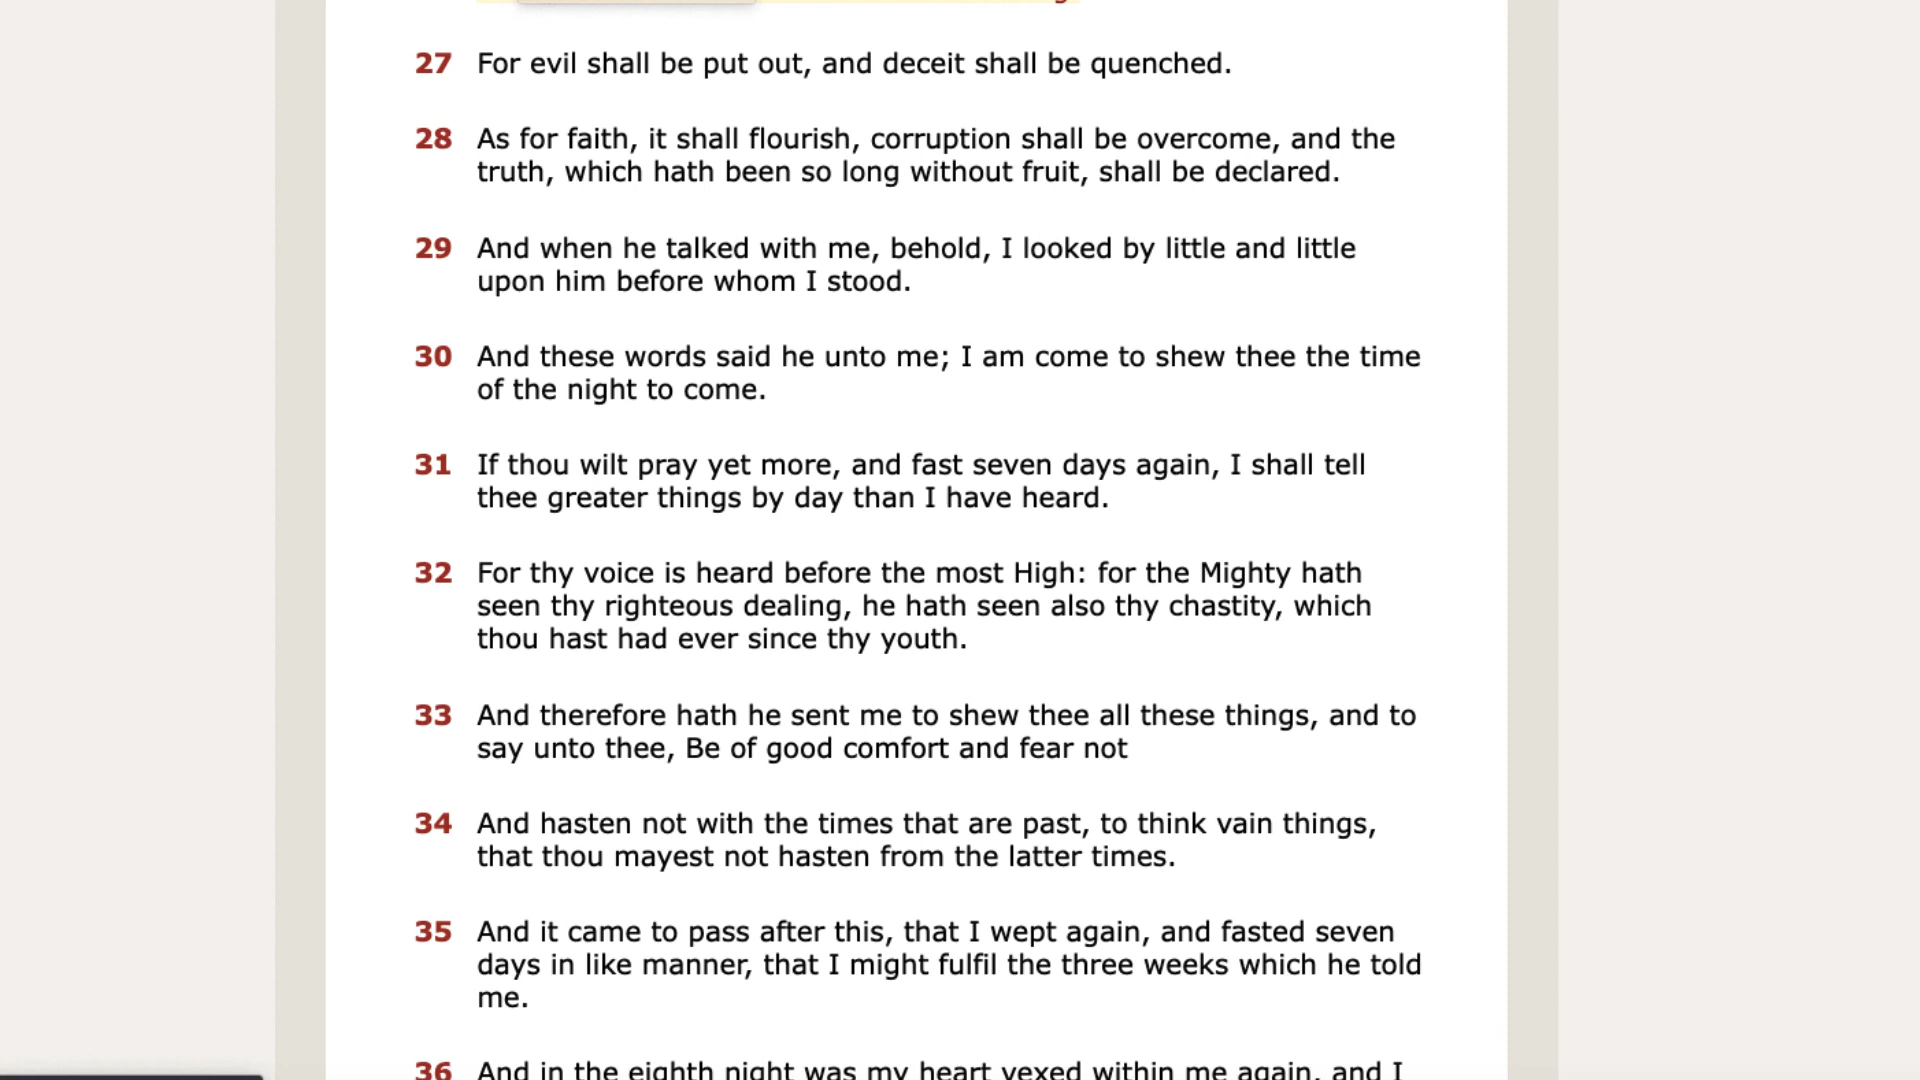 27 For evil shall be put out, and deceit shall be quenched.
28 As for faith, it shall flourish, corruption shall be overcome, and the
truth, which hath been so long without fruit, shall be declared.
29 And when he talked with me, behold, I looked by little and little
upon him before whom I stood.
30 And these words said he unto me; I am come to shew thee the time
of the night to come.
31 If thou wilt pray yet more, and fast seven days again, I shall tell
thee greater things by day than I have heard.
32 For thy voice is heard before the most High: for the Mighty hath
seen thy righteous dealing, he hath seen also thy chastity, which
thou hast had ever since thy youth.
33 And therefore hath he sent me to shew thee all these things, and to
say unto thee, Be of good comfort and fear not
34 And hasten not with the times that are past, to think vain things,
that thou mayest not hasten from the latter times.
35 And it came to pass after this, that I wept again, and fasted seven
days in like manner, that I might fulfil the three weeks which he told
me.
36 And in the eighth night was my heart vexed within me again, and I